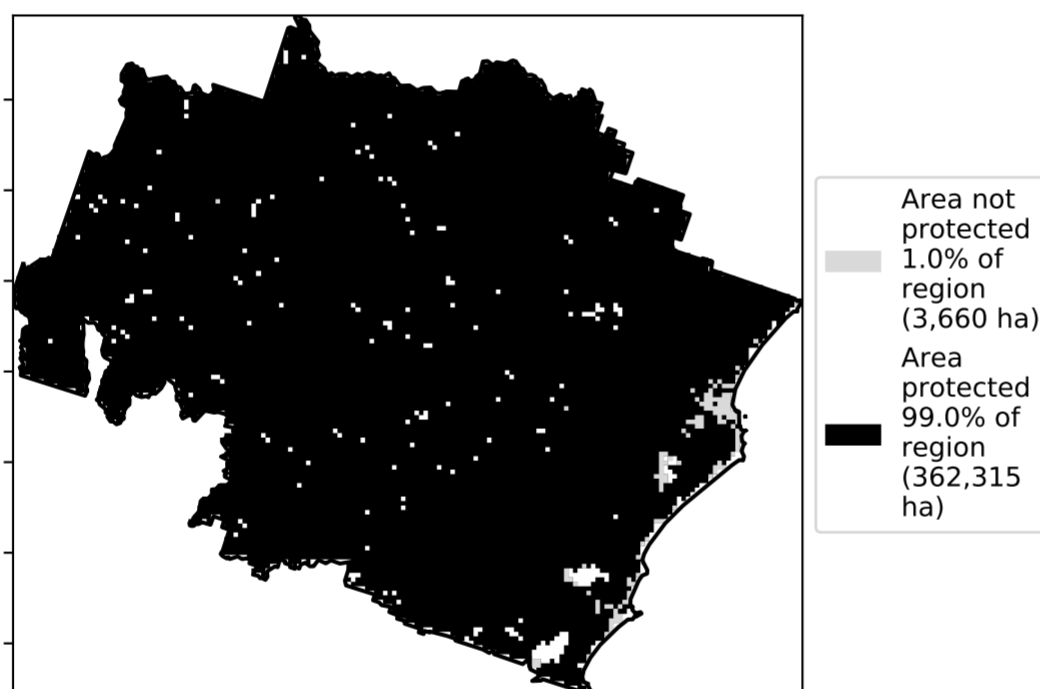 Area not
protected
1.0% of
region
(3,660 ha)
Area
protected
99.0% of
region
(362,315
ha)